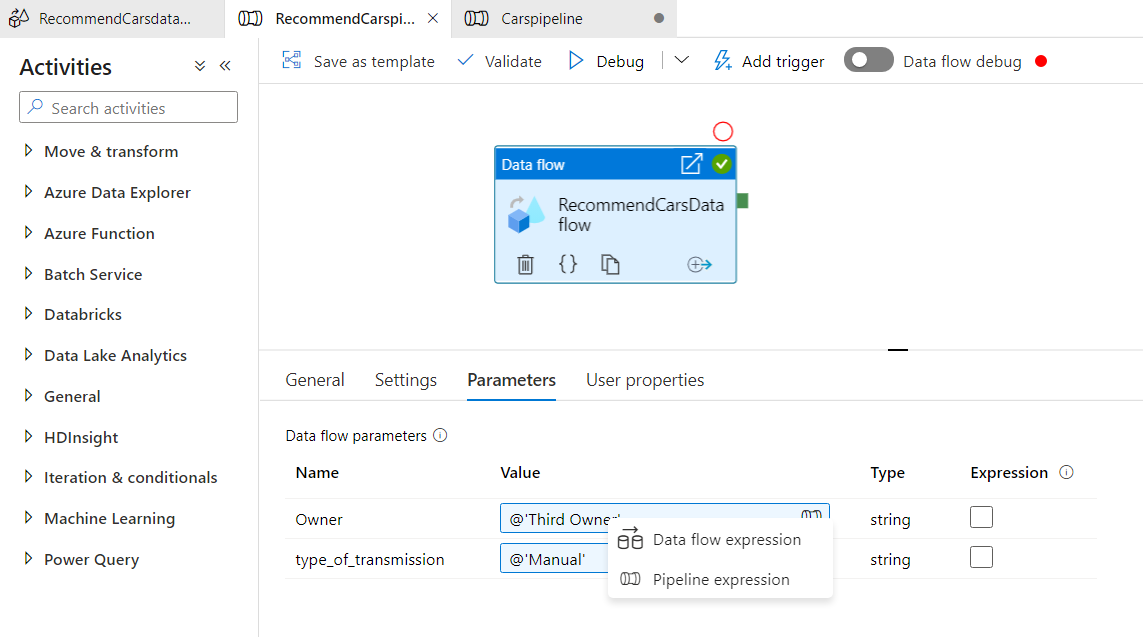 RecommendCarsdata...
RecommendCarspi...
Carspipeline
Activities
Search activities
Move & transform
Azure Data Explorer
Azure Function
Batch Service
Databricks
Data Lake Analytics
General
HDInsight
Iteration & conditionals
Machine Learning
Power Query
Save as template
Validate
Debug
Add trigger
Data flow debug
Data flow
RecommendCarsData
flow
General
Settings
Parameters
User properties
Data flow parameters
Name
Value
Type
Expression
Owner
@'Third Owner'
string
type_of_transmission
@'Manual'
string
Data flow expression
Pipeline expression